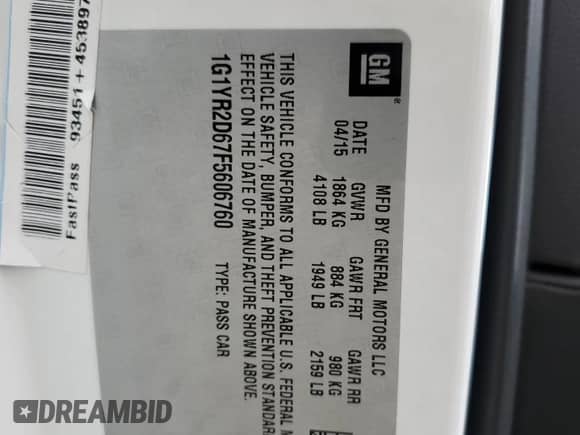 GM
®
MFD BY GENERAL MOTORS LLC
DATE GVWR GAWR FRT GAWR RR
04/15 1864 KG 884 KG 980 KG
4108 LB 1949 LB 2159 LB
THIS VEHICLE CONFORMS TO ALL APPLICABLE U.S. FEDERAL
VEHICLE SAFETY, BUMPER, AND THEFT PREVENTION
EFFECT ON THE DATE OF MANUFACTURE SHOWN ABOVE.
1G1YR2D67F5606760 TYPE: PASS CAR
FastPass 93451+45389
DREAMBID